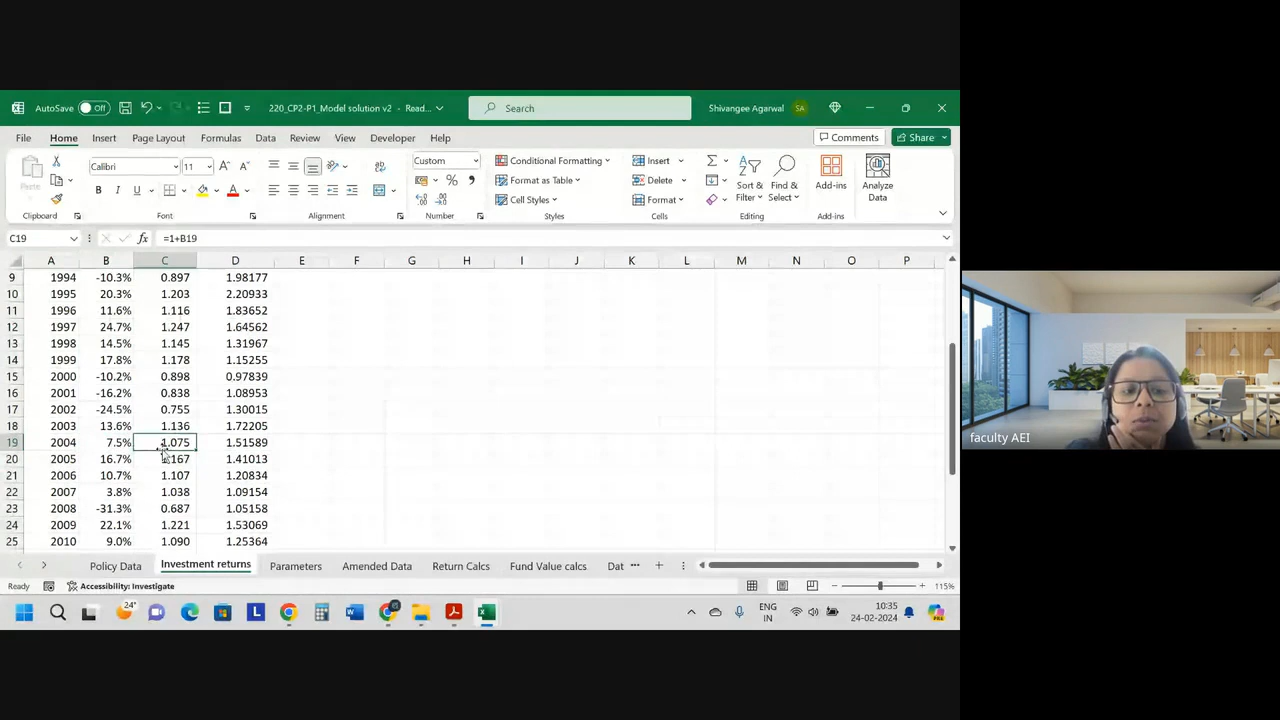 AutoSave Off 220_CP2-P1_Model solution v2 - Read... Search Shivangee Agarwal SA
File Home Insert Page Layout Formulas Data Review View Developer Help Comments Share
Paste Calibri 11 Custom Conditional Formatting Format as Table Cell Styles Insert Delete Format Sort & Filter Find & Select Add-ins Analyze Data
Clipboard Font Alignment Number Styles Cells Editing Add-ins
C19 fx =1+B19
A B C D E F G H I J K L M N O P
9 1994 -10.3% 0.897 1.98177
10 1995 20.3% 1.203 2.20933
11 1996 11.6% 1.116 1.83652
12 1997 24.7% 1.247 1.64562
13 1998 14.5% 1.145 1.31967
14 1999 17.8% 1.178 1.15255
15 2000 -10.2% 0.898 0.97839
16 2001 -16.2% 0.838 1.08953
17 2002 -24.5% 0.755 1.30015
18 2003 13.6% 1.136 1.72205
19 2004 7.5% 1.075 1.51589
20 2005 16.7% 1.167 1.41013
21 2006 10.7% 1.107 1.20834
22 2007 3.8% 1.038 1.09154
23 2008 -31.3% 0.687 1.05158
24 2009 22.1% 1.221 1.53069
25 2010 9.0% 1.090 1.25364
Policy Data Investment returns Parameters Amended Data Return Calcs Fund Value calcs Dat ...
Ready Accessibility: Investigate 115%
24° L ENG IN 10:35 24-02-2024
faculty AEI